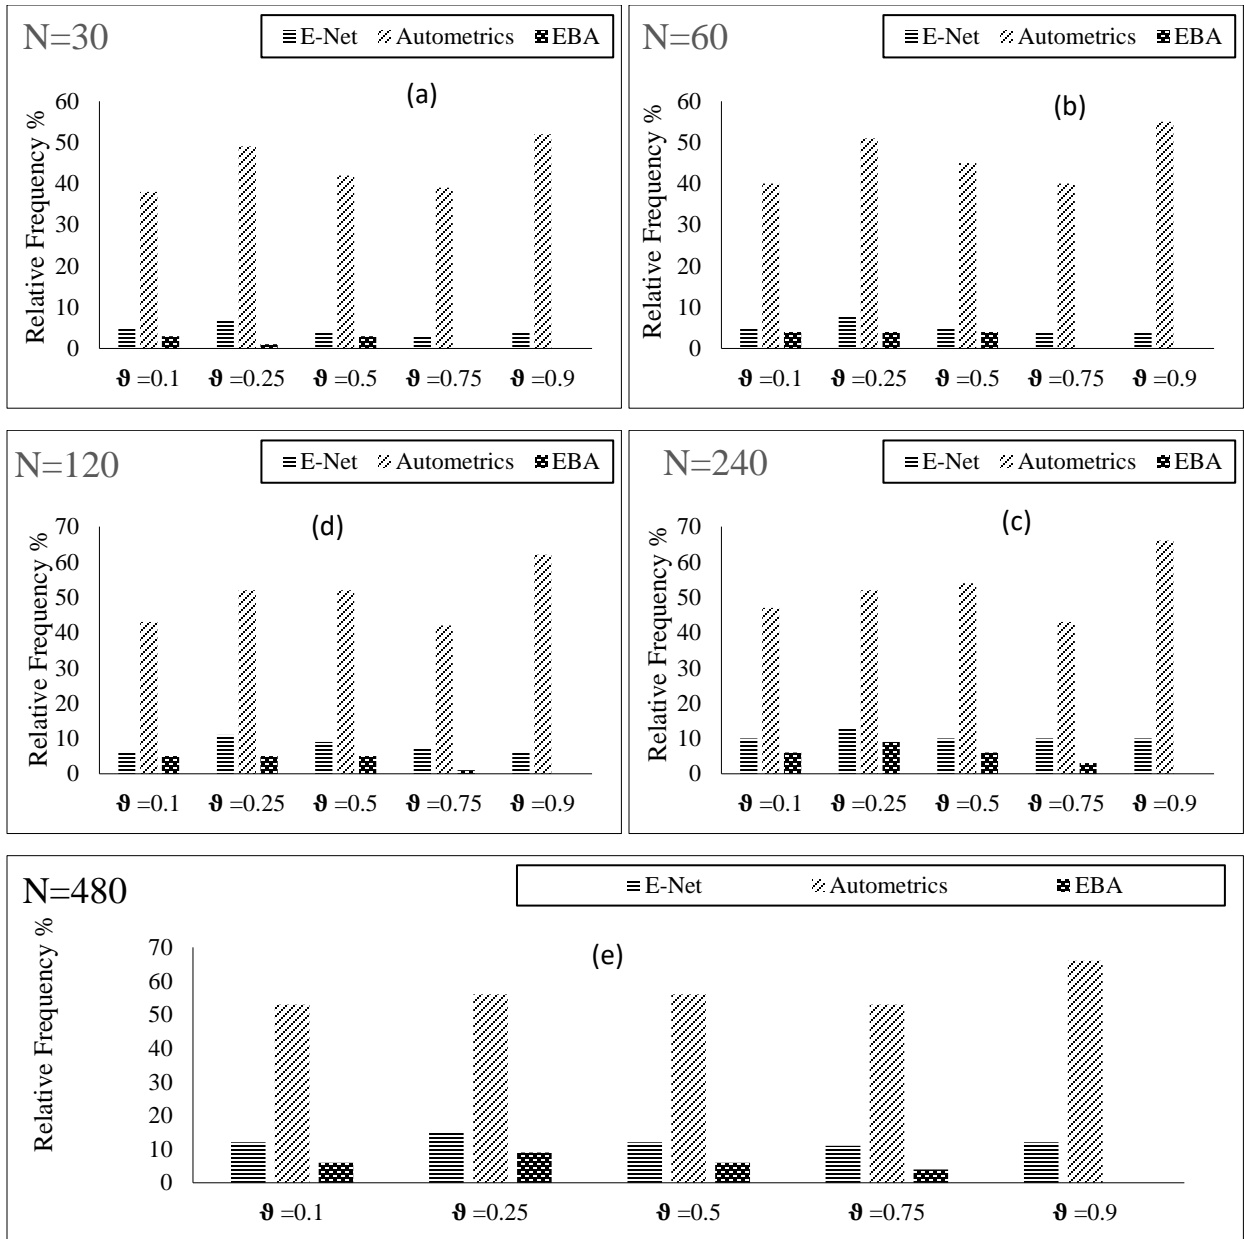 N=30
E-Net Autometrics EBA
(a)
Relative Frequency %
60
50
40
30
20
10
0
ϑ =0.1 ϑ =0.25 ϑ =0.5 ϑ =0.75 ϑ =0.9
N=60
E-Net Autometrics EBA
(b)
Relative Frequency %
60
50
40
30
20
10
0
ϑ =0.1 ϑ =0.25 ϑ =0.5 ϑ =0.75 ϑ =0.9
N=120
E-Net Autometrics EBA
(d)
Relative Frequency %
70
60
50
40
30
20
10
0
ϑ =0.1 ϑ =0.25 ϑ =0.5 ϑ =0.75 ϑ =0.9
N=240
E-Net Autometrics EBA
(c)
Relative Frequency %
70
60
50
40
30
20
10
0
ϑ =0.1 ϑ =0.25 ϑ =0.5 ϑ =0.75 ϑ =0.9
N=480
E-Net Autometrics EBA
(e)
Relative Frequency %
70
60
50
40
30
20
10
0
ϑ =0.1 ϑ =0.25 ϑ =0.5 ϑ =0.75 ϑ =0.9